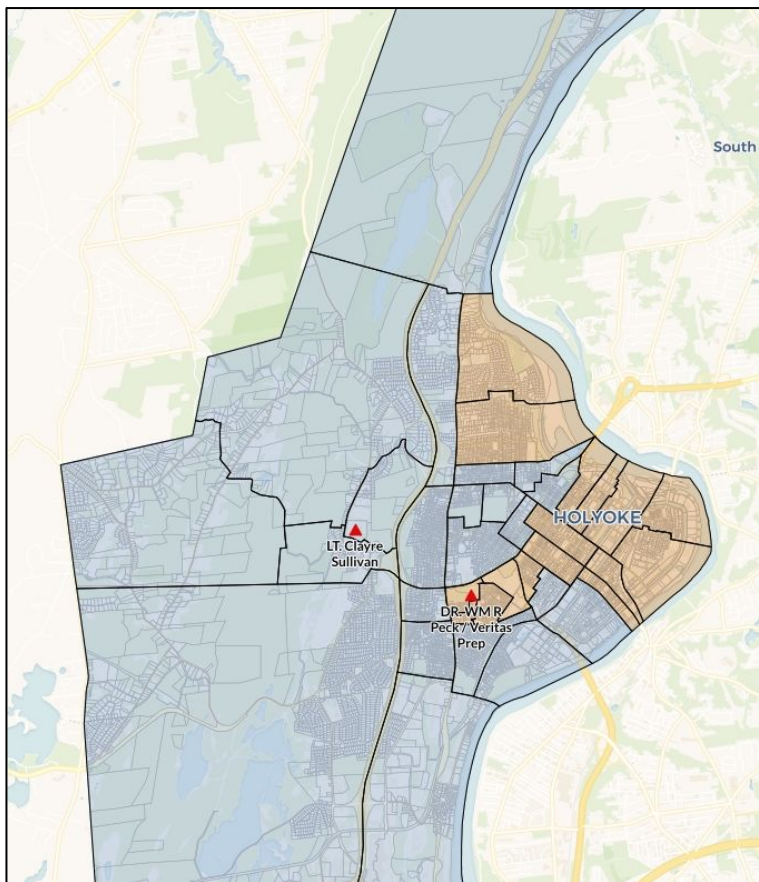 South
HOLYOKE
LT. Clayre
Sullivan
DR. WM R
Peck / Veritas
Prep